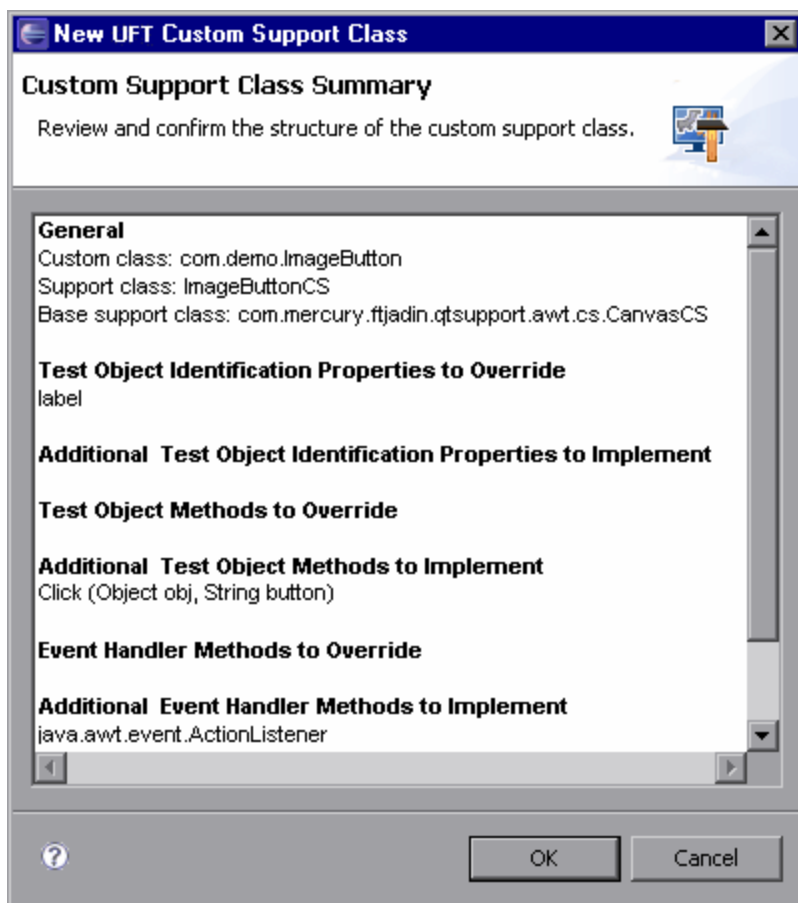 New UFT Custom Support Class
Custom Support Class Summary
Review and confirm the structure of the custom support class.
General
Custom class: com.demo.ImageButton
Support class: ImageButtonCS
Base support class: com.mercury.ftjadin.qtsupport.awt.cs.CanvasCS
Test Object Identification Properties to Override
label
Additional Test Object Identification Properties to Implement
Test Object Methods to Override
Additional Test Object Methods to Implement
Click (Object obj, String button)
Event Handler Methods to Override
Additional Event Handler Methods to Implement
java.awt.event.ActionListener
?
OK
Cancel